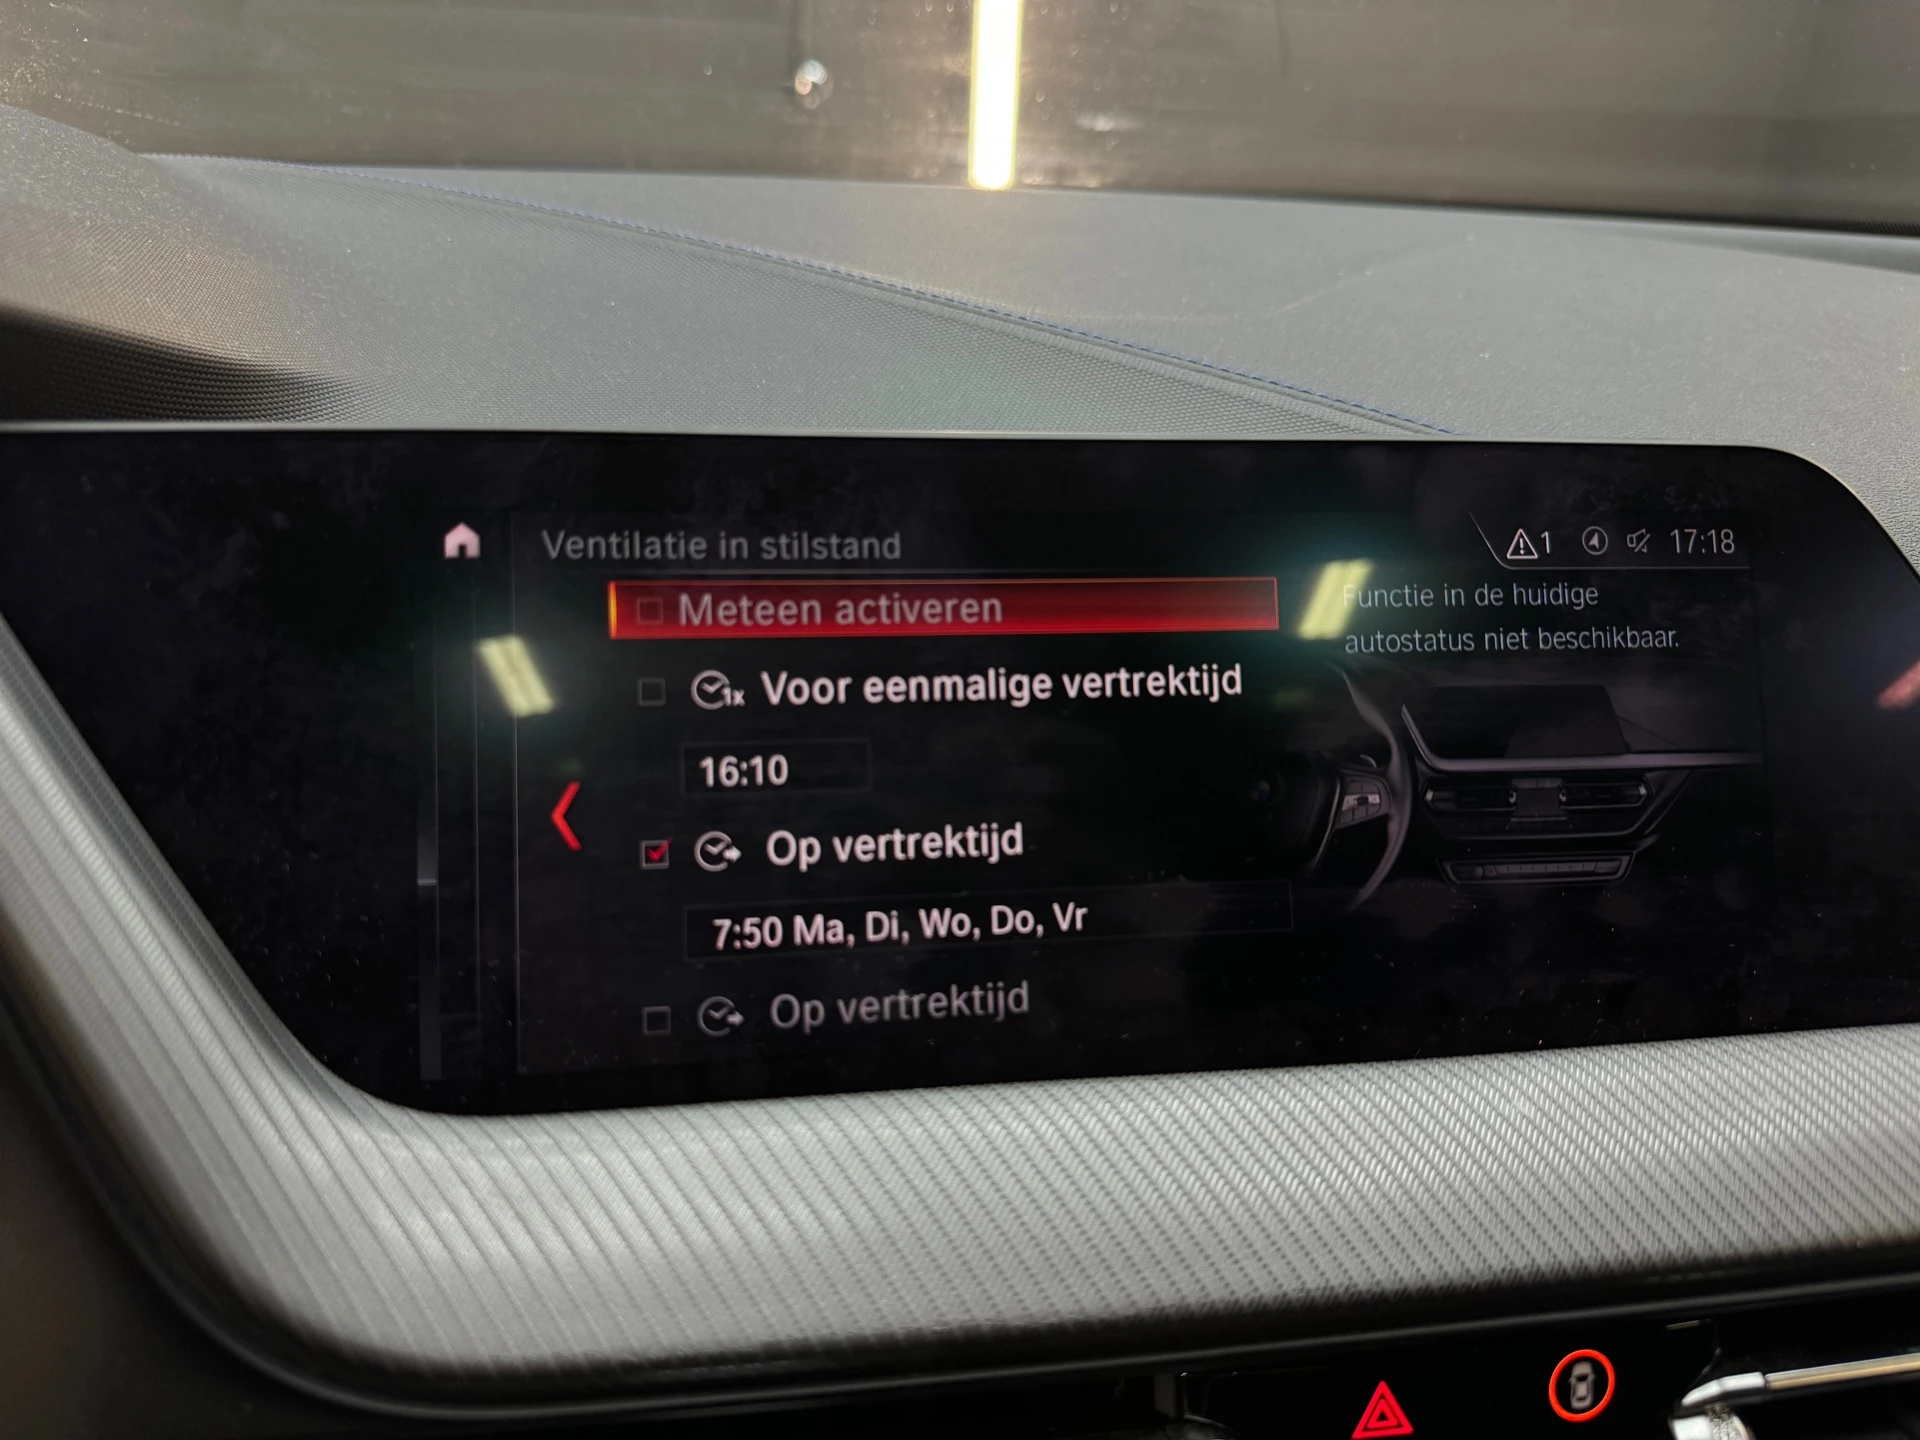 Ventilatie in stilstand
1 17:18
Meteen activeren
Functie in de huidige
autostatus niet beschikbaar.
1x Voor eenmalige vertrektijd
16:10
Op vertrektijd
7:50 Ma, Di, Wo, Do, Vr
Op vertrektijd